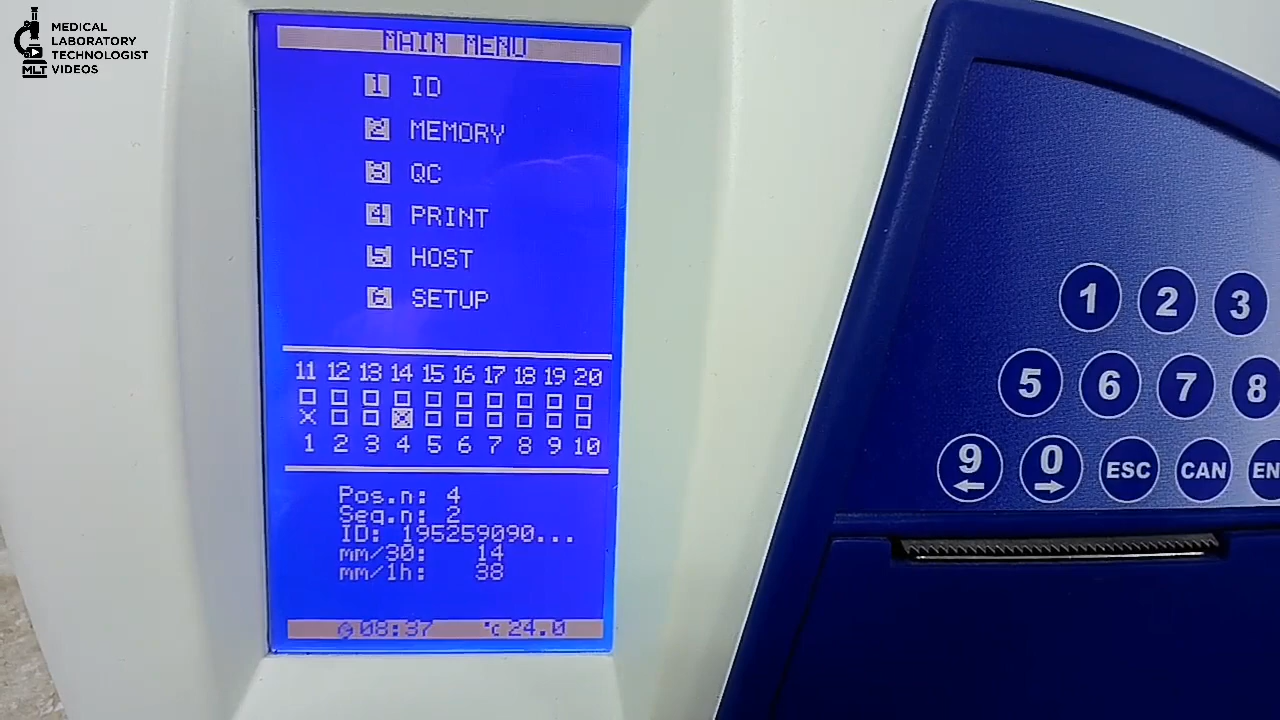 MEDICAL
LABORATORY
TECHNOLOGIST
MLT VIDEOS
MAIN MENU
1 ID
2 MEMORY
3 QC
4 PRINT
5 HOST
6 SETUP
11 12 13 14 15 16 17 18 19 20
1 2 3 4 5 6 7 8 9 10
Pos.n: 4
Seq.n: 2
ID: 195259090...
mm/30: 14
mm/1h: 38
08:37 °C 24.0
1 2 3
5 6 7 8
9 0 ESC CAN EN